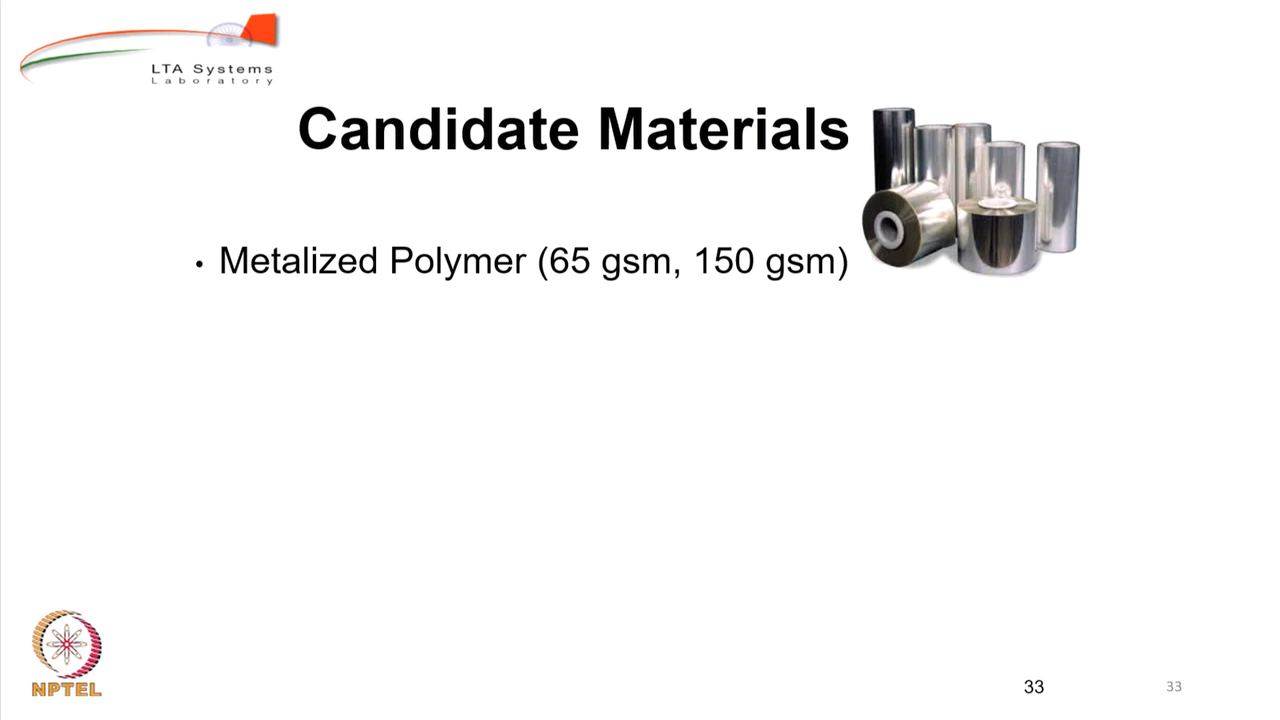 LTA Systems
Laboratory
Candidate Materials
• Metalized Polymer (65 gsm, 150 gsm)
NPTEL
33
33